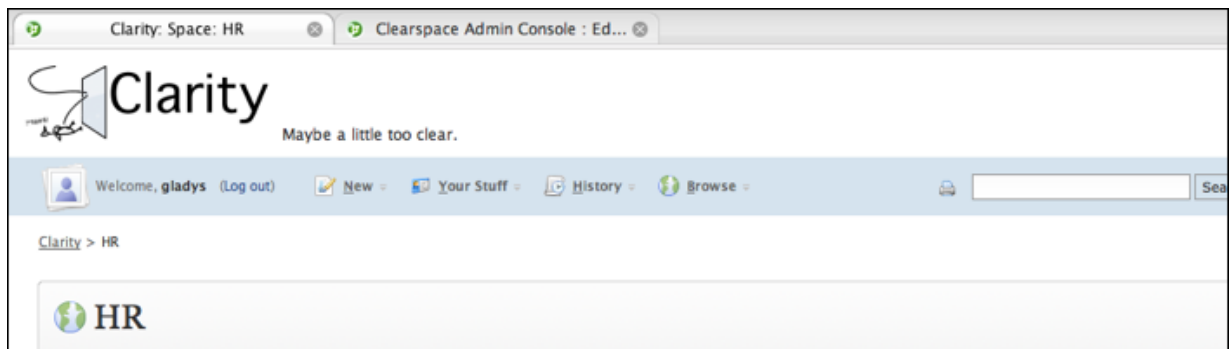 Clarity: Space: HR
Clearspace Admin Console : Ed...
Clarity
Maybe a little too clear.
Welcome, gladys (Log out) New Your Stuff History Browse Sea
Clarity > HR
HR